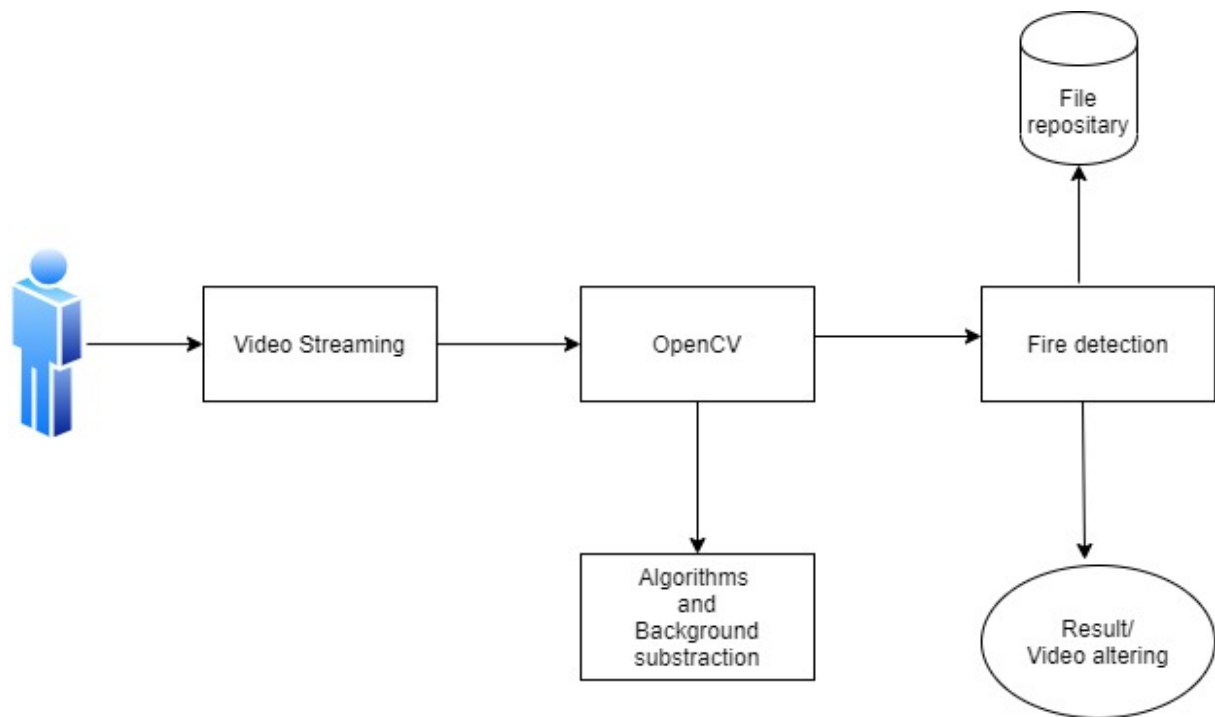 File
repositary
Video Streaming
OpenCV
Fire detection
Algorithms
and
Background
substraction
Result/
Video altering